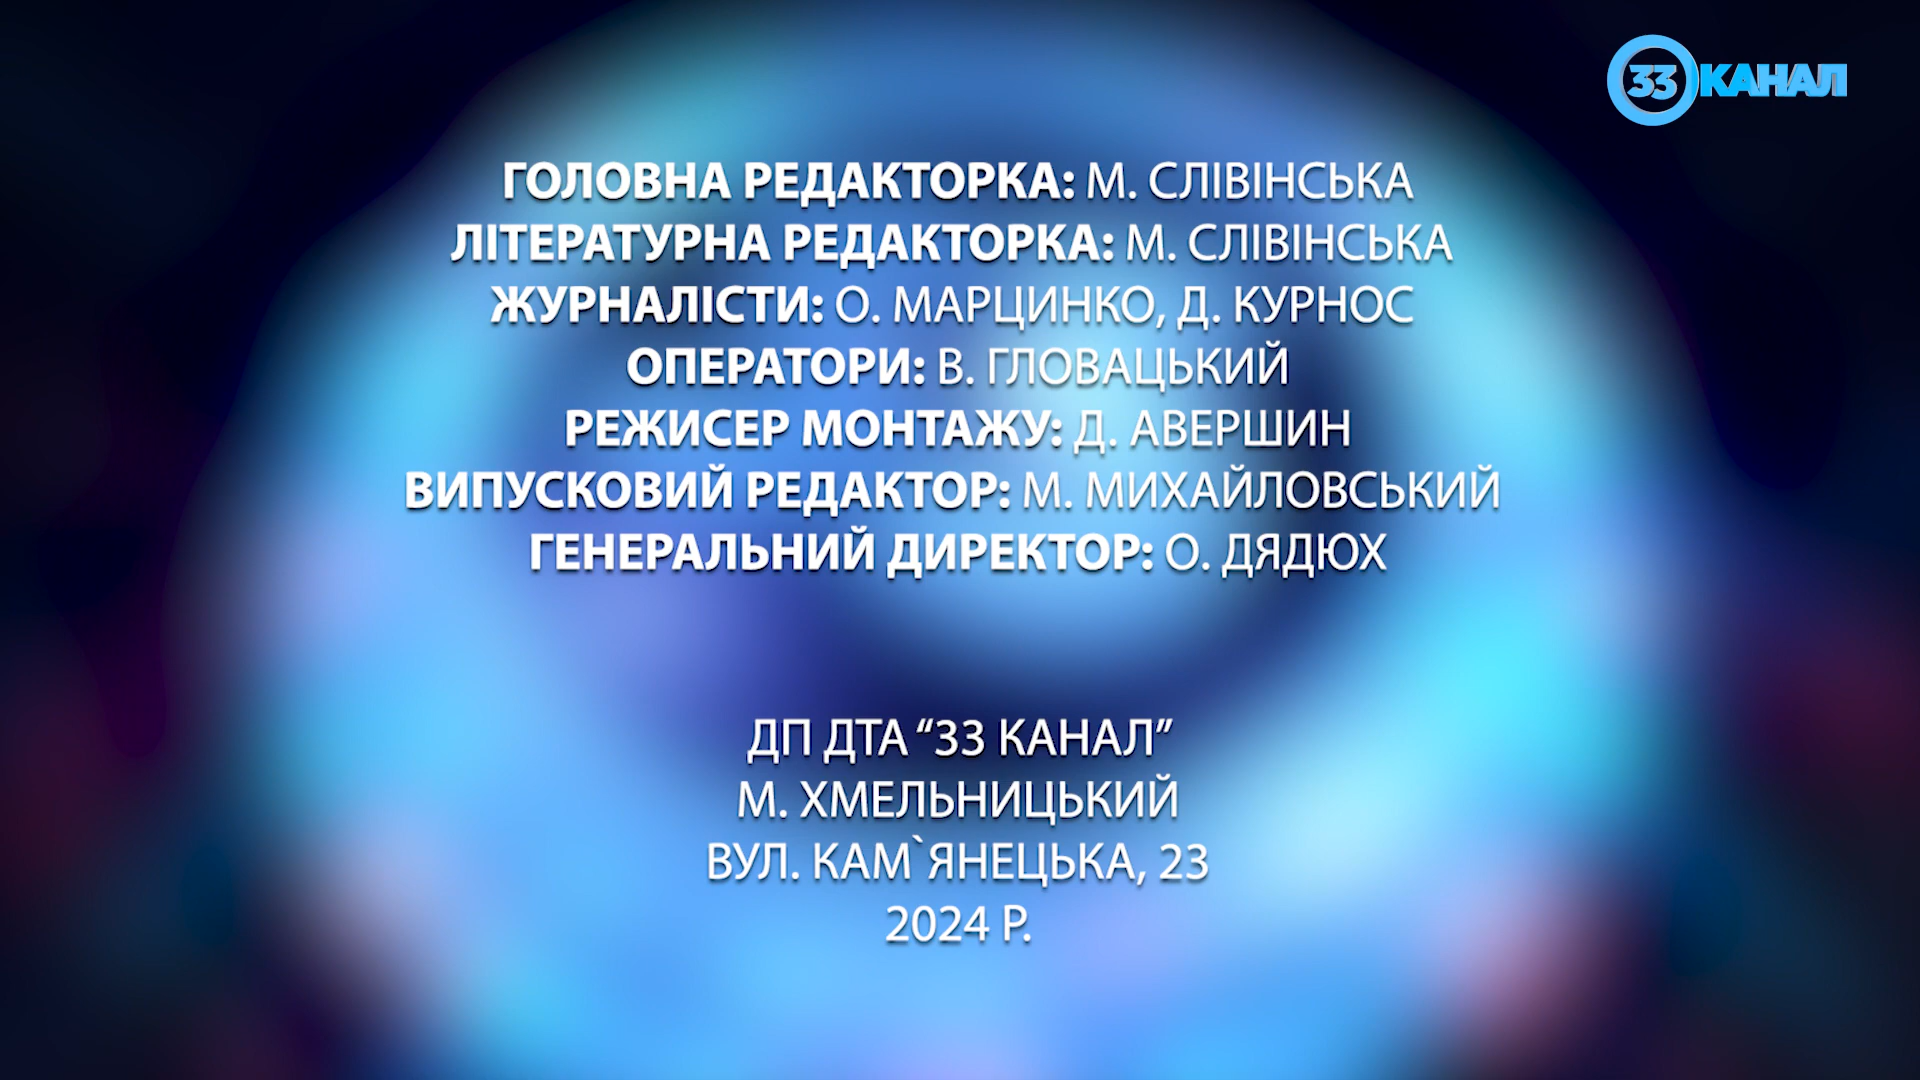 33 КАНАЛ
ГОЛОВНА РЕДАКТОРКА: М. СЛІВІНСЬКА
ЛІТЕРАТУРНА РЕДАКТОРКА: М. СЛІВІНСЬКА
ЖУРНАЛІСТИ: О. МАРЦИНКО, Д. КУРНОС
ОПЕРАТОРИ: В. ГЛОВАЦЬКИЙ
РЕЖИСЕР МОНТАЖУ: Д. АВЕРШИН
ВИПУСКОВИЙ РЕДАКТОР: М. МИХАЙЛОВСЬКИЙ
ГЕНЕРАЛЬНИЙ ДИРЕКТОР: О. ДЯДЮХ
ДП ДТА “33 КАНАЛ”
М. ХМЕЛЬНИЦЬКИЙ
ВУЛ. КАМ`ЯНЕЦЬКА, 23
2024 Р.